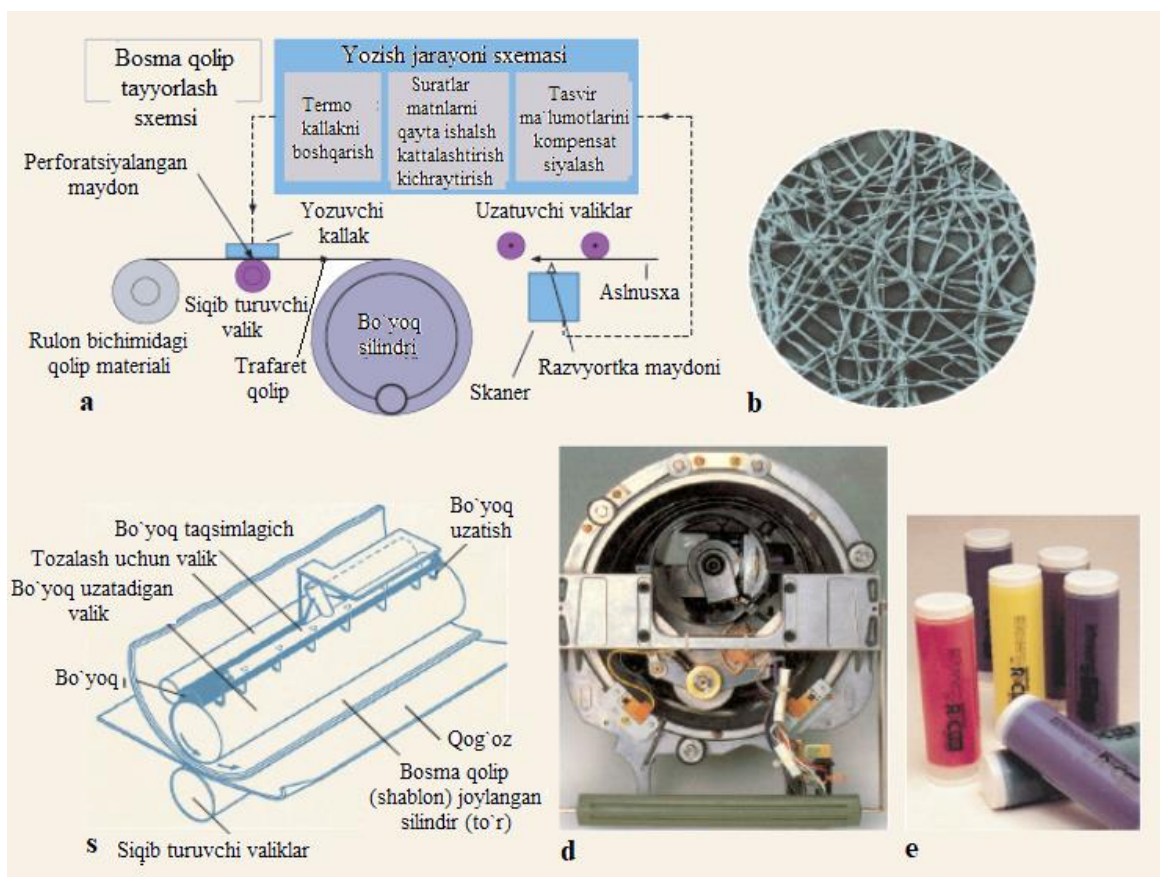 Bosma qolip
tayyorlash
sxemsi
Yozish jarayoni sxemasi
Termo
kallakni
boshqarish
Suratlar
matnlarni
qayta ishalsh
kattalashtirish
kichraytirish
Tasvir
ma`lumotlarini
kompensat
siyalash
Perforatsiyalangan
maydon
Yozuvchi
kallak
Uzatuvchi valiklar
Siqib turuvchi
valik
Rulon bichimidagi
qolip materiali
Trafaret
qolip
Bo`yoq
silindri
Aslnusxa
Razvyortka maydoni
Skaner
a
b
Bo`yoq taqsimlagich
Tozalash uchun valik
Bo`yoq uzatadigan
valik
Bo`yoq
uzatish
Bo`yoq
Qog`oz
Bosma qolip
(shablon) joylangan
silindir (to`r)
Siqib turuvchi valiklar
s
d
e